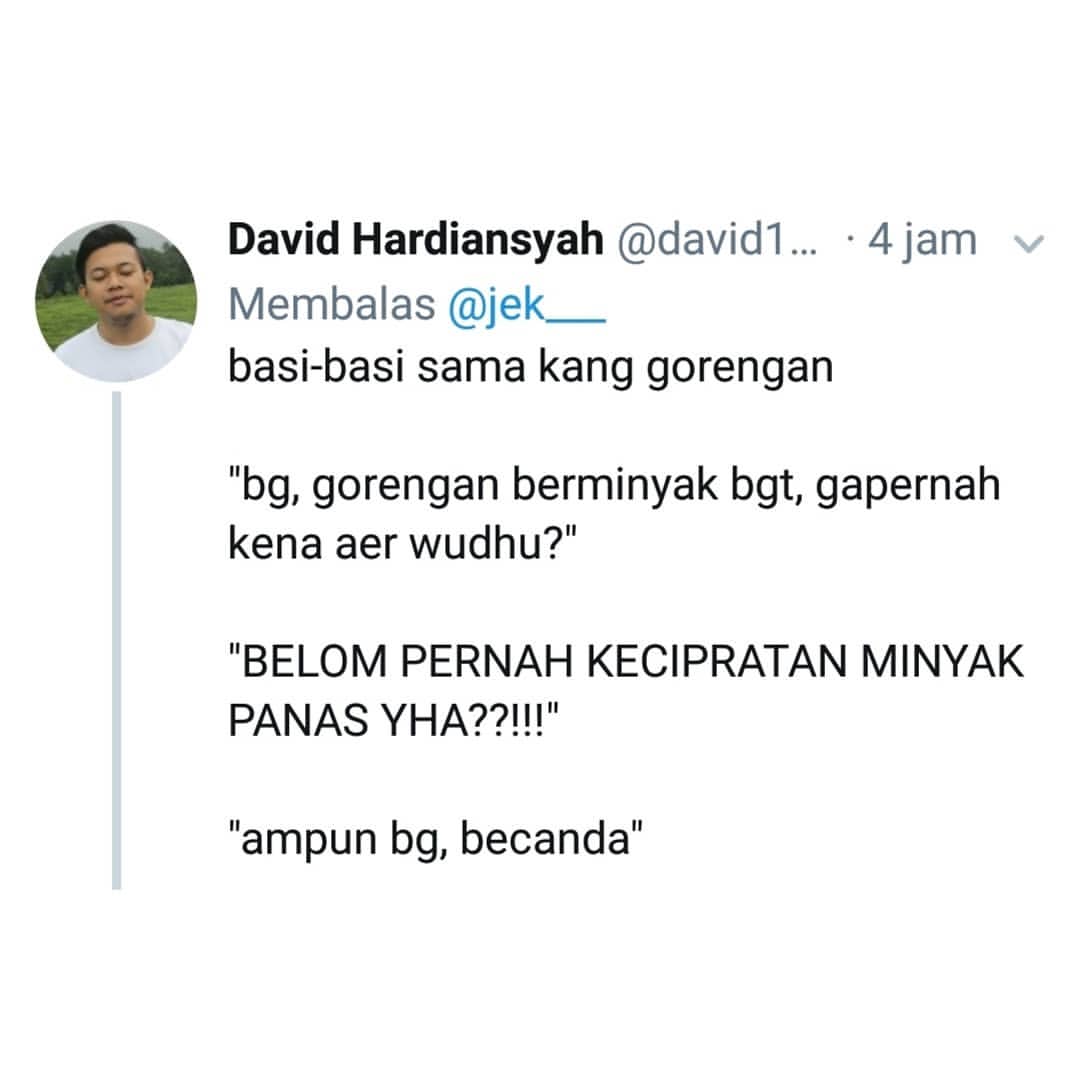 David Hardiansyah @david1... · 4 jam
Membalas @jek___
basi-basi sama kang gorengan
"bg, gorengan berminyak bgt, gapernah
kena aer wudhu?"
"BELOM PERNAH KECIPRATAN MINYAK
PANAS YHA??!!!"
"ampun bg, becanda"